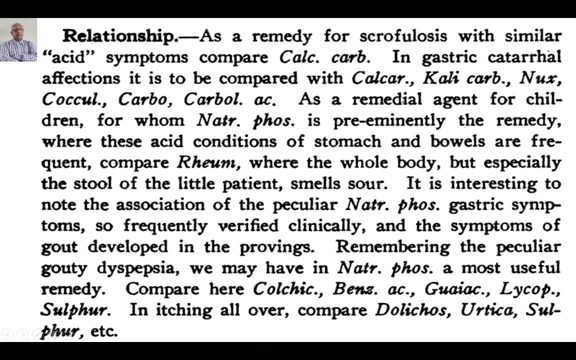 Relationship.—As a remedy for scrofulosis with similar
"acid" symptoms compare Calc. carb. In gastric catarrhal
affections it is to be compared with Calcar., Kali carb., Nux,
Coccul., Carbo, Carbol. ac. As a remedial agent for chil-
dren, for whom Natr. phos. is pre-eminently the remedy,
where these acid conditions of stomach and bowels are fre-
quent, compare Rheum, where the whole body, but especially
the stool of the little patient, smells sour. It is interesting to
note the association of the peculiar Natr. phos. gastric symp-
toms, so frequently verified clinically, and the symptoms of
gout developed in the provings. Remembering the peculiar
gouty dyspepsia, we may have in Natr. phos. a most useful
remedy. Compare here Colchic., Benz. ac., Guaiac., Lycop.,
Sulphur. In itching all over, compare Dolichos, Urtica, Sul-
phur, etc.